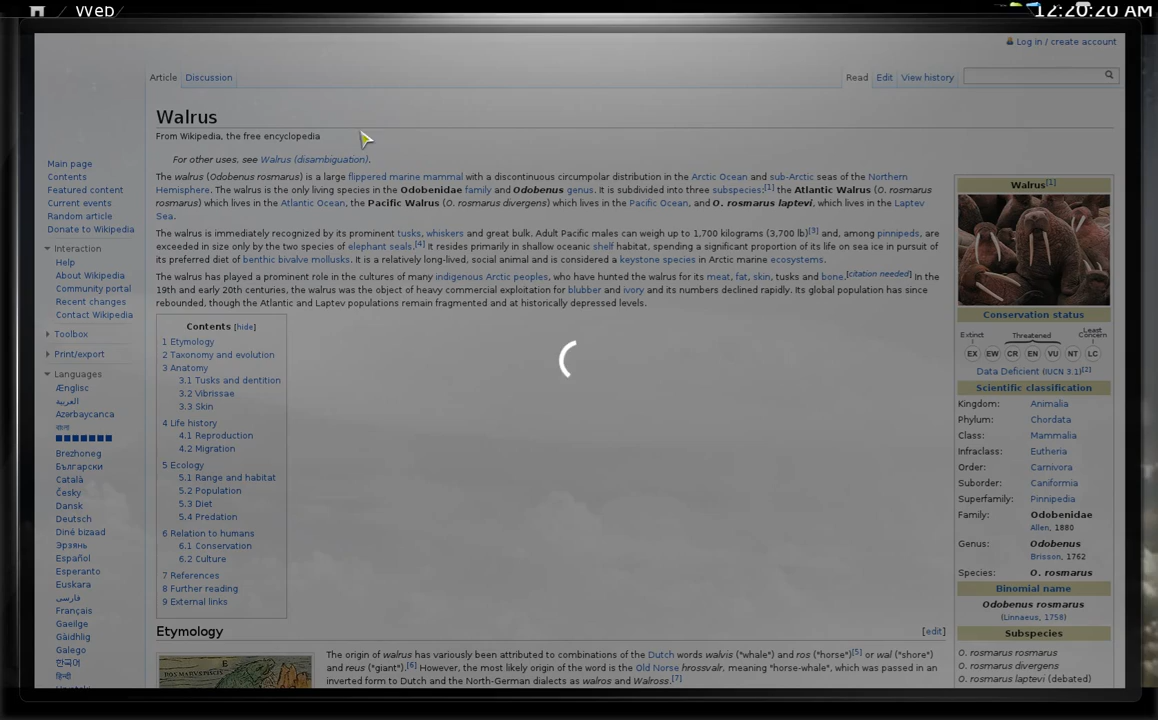 Web
12:20:20 AM
Log in / create account
Article Discussion
Read Edit View history
Walrus
From Wikipedia, the free encyclopedia
For other uses, see Walrus (disambiguation).
The walrus (Odobenus rosmarus) is a large flippered marine mammal with a discontinuous circumpolar distribution in the Arctic Ocean and sub-Arctic seas of the Northern
Hemisphere. The walrus is the only living species in the Odobenidae family and Odobenus genus. It is subdivided into three subspecies:[1] the Atlantic Walrus (O. rosmarus
rosmarus) which lives in the Atlantic Ocean, the Pacific Walrus (O. rosmarus divergens) which lives in the Pacific Ocean, and O. rosmarus laptevi, which lives in the Laptev
Sea.
The walrus is immediately recognized by its prominent tusks, whiskers and great bulk. Adult Pacific males can weigh up to 1,700 kilograms (3,700 lb)[3] and, among pinnipeds, are
exceeded in size only by the two species of elephant seals.[4] It resides primarily in shallow oceanic shelf habitat, spending a significant proportion of its life on sea ice in pursuit of
its preferred diet of benthic bivalve mollusks. It is a relatively long-lived, social animal and is considered a keystone species in Arctic marine ecosystems.
The walrus has played a prominent role in the cultures of many indigenous Arctic peoples, who have hunted the walrus for its meat, fat, skin, tusks and bone.[citation needed] In the
19th and early 20th centuries, the walrus was the object of heavy commercial exploitation for blubber and ivory and its numbers declined rapidly. Its global population has since
rebounded, though the Atlantic and Laptev populations remain fragmented and at historically depressed levels.
Main page
Contents
Featured content
Current events
Random article
Donate to Wikipedia
Interaction
Help
About Wikipedia
Community portal
Recent changes
Contact Wikipedia
Toolbox
Print/export
Languages
Ænglisc
العربية
Azərbaycanca
বাংলা
Brezhoneg
Български
Català
Česky
Dansk
Deutsch
Diné bizaad
Эрзянь
Español
Esperanto
Euskara
فارسی
Français
Gaeilge
Gàidhlig
Galego
한국어
हिन्दी
Contents [hide]
1 Etymology
2 Taxonomy and evolution
3 Anatomy
3.1 Tusks and dentition
3.2 Vibrissae
3.3 Skin
4 Life history
4.1 Reproduction
4.2 Migration
5 Ecology
5.1 Range and habitat
5.2 Population
5.3 Diet
5.4 Predation
6 Relation to humans
6.1 Conservation
6.2 Culture
7 References
8 Further reading
9 External links
Etymology [edit]
The origin of walrus has variously been attributed to combinations of the Dutch words walvis ("whale") and ros ("horse")[5] or wal ("shore")
and reus ("giant").[6] However, the most likely origin of the word is the Old Norse hrossvalr, meaning "horse-whale", which was passed in an
inverted form to Dutch and the North-German dialects as walros and Walross.[7]
Walrus[1]
Conservation status
Extinct Threatened Least Concern
EX EW CR EN VU NT LC
Data Deficient (IUCN 3.1)[2]
Scientific classification
Kingdom: Animalia
Phylum: Chordata
Class: Mammalia
Infraclass: Eutheria
Order: Carnivora
Suborder: Caniformia
Superfamily: Pinnipedia
Family: Odobenidae
Allen, 1880
Genus: Odobenus
Brisson, 1762
Species: O. rosmarus
Binomial name
Odobenus rosmarus
(Linnaeus, 1758)
Subspecies
O. rosmarus rosmarus
O. rosmarus divergens
O. rosmarus laptevi (debated)